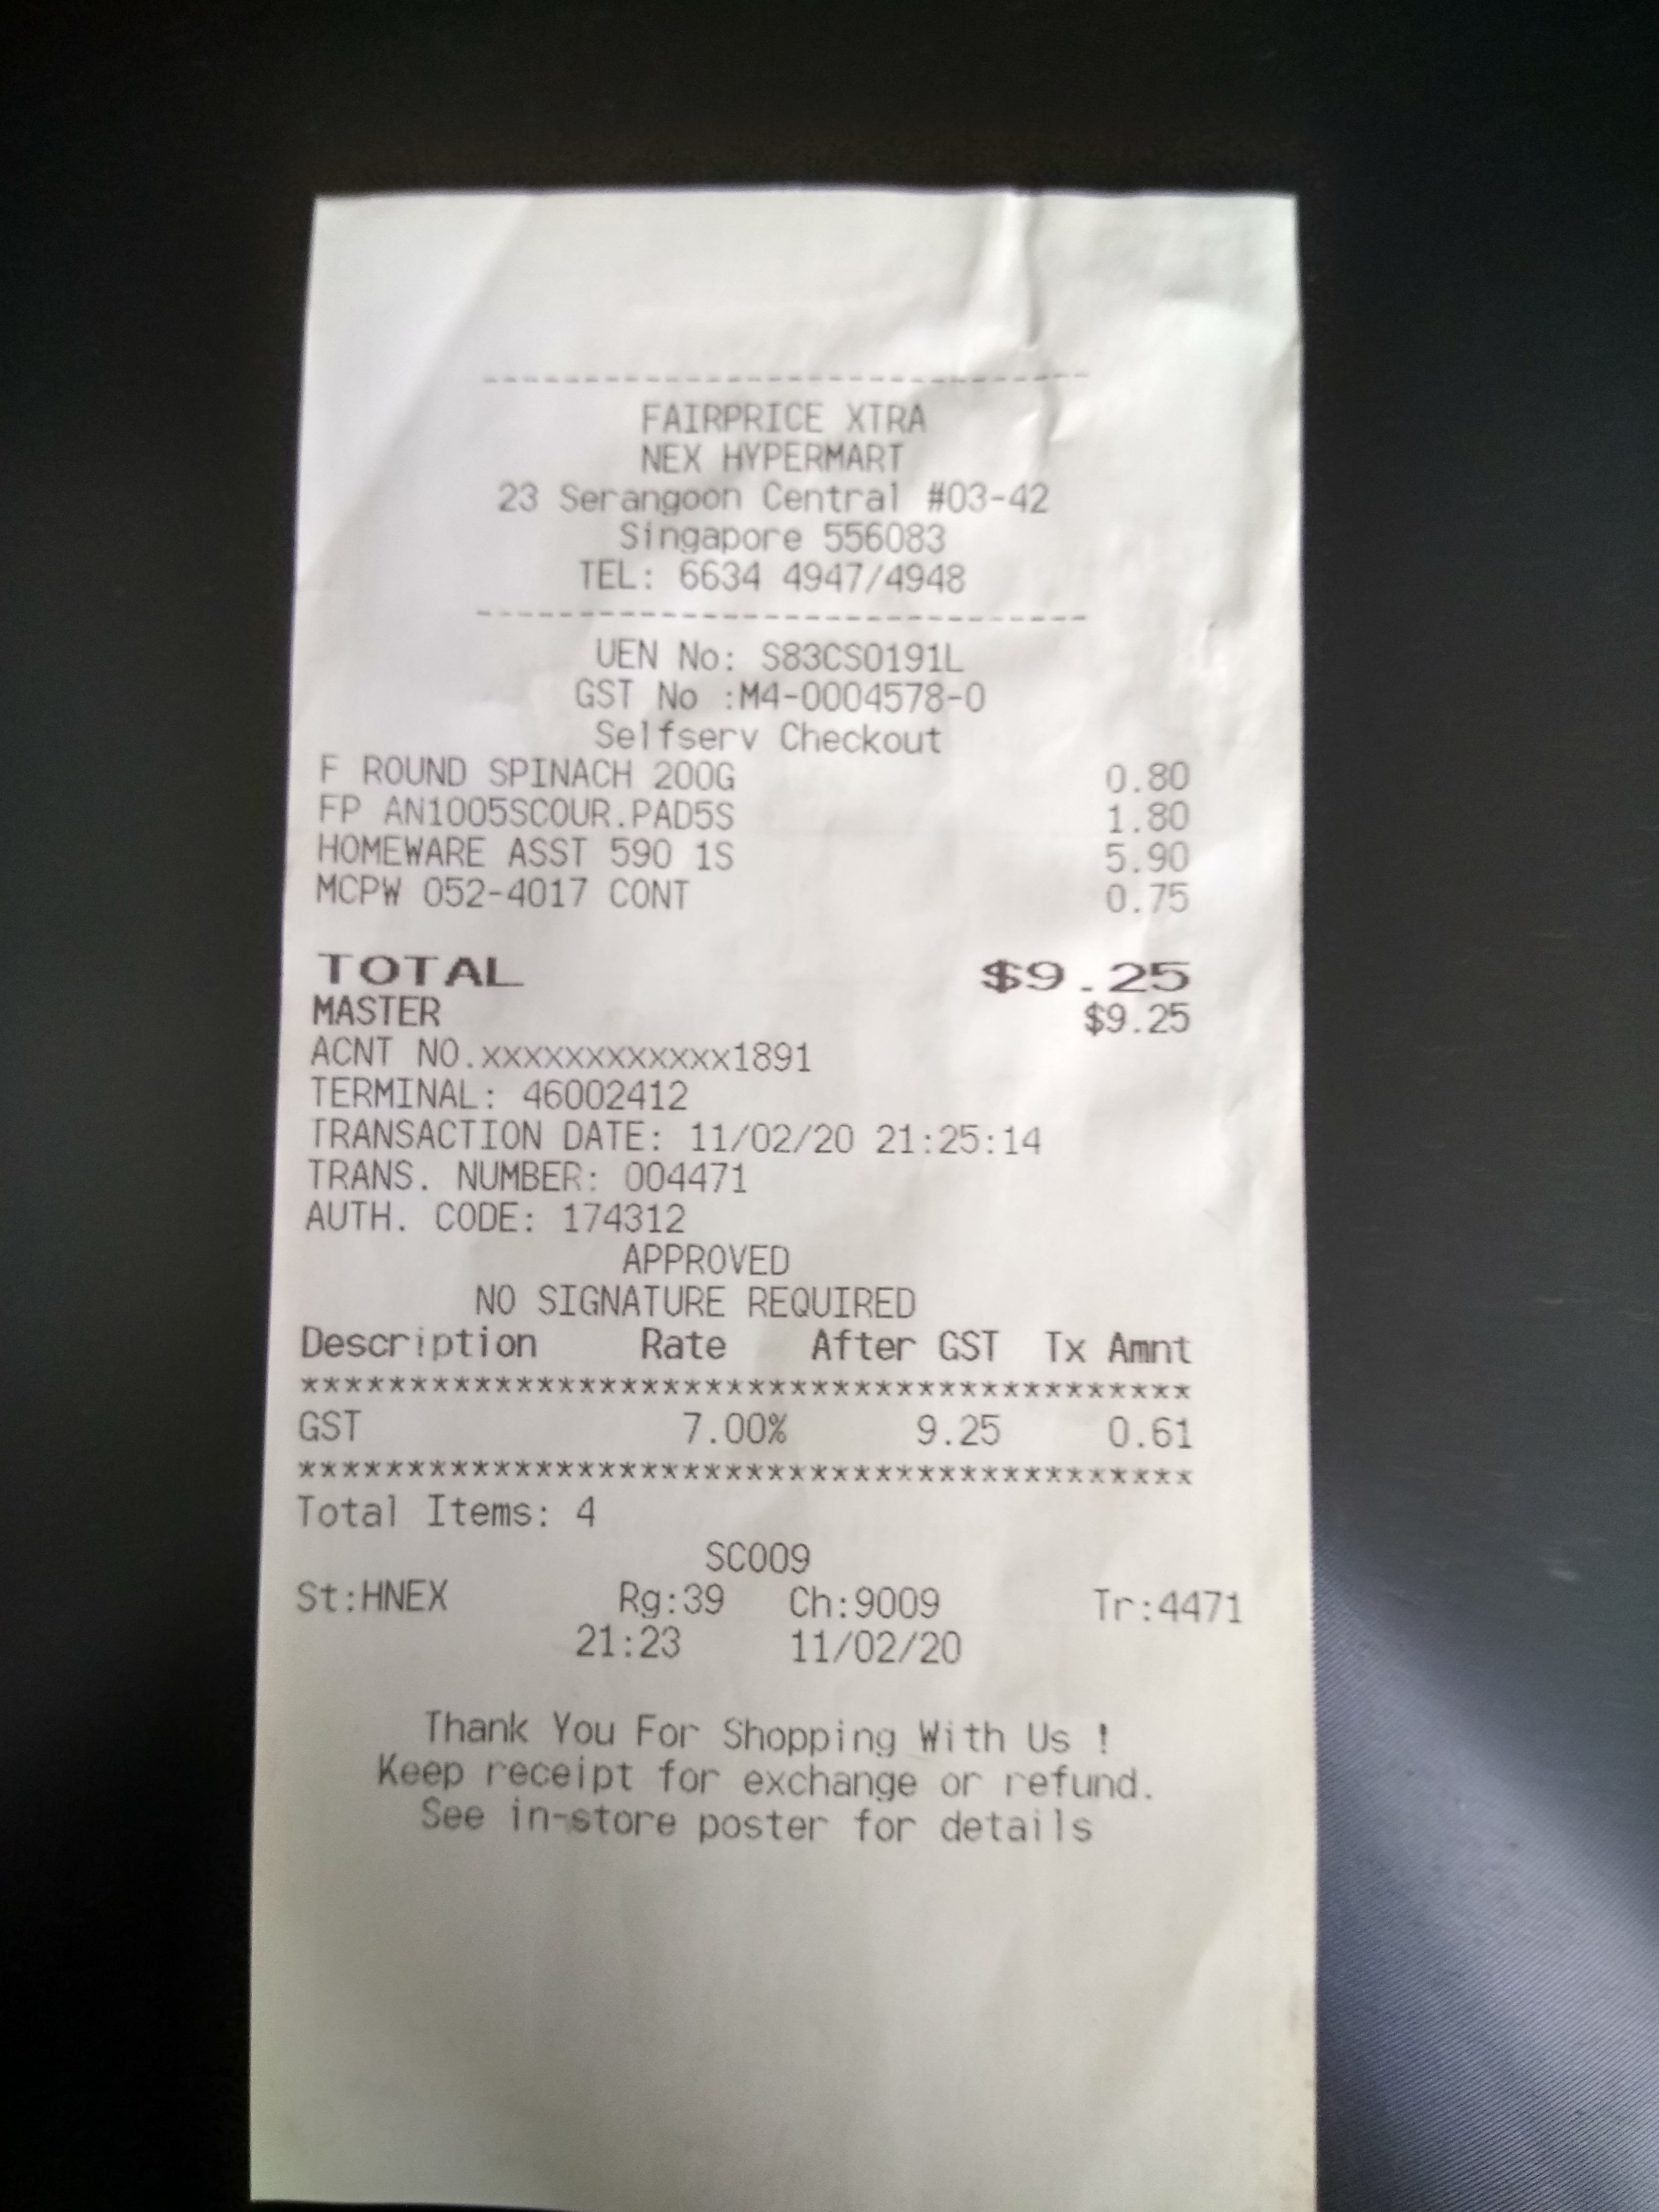 ------------------------------
FAIRPRICE XTRA
NEX HYPERMART
23 Serangoon Central #03-42
Singapore 556083
TEL: 6634 4947/4948
------------------------------
UEN No: S83CS0191L
GST No :M4-0004578-0
Selfserv Checkout
F ROUND SPINACH 200G 0.80
FP AN1005SCOUR.PAD5S 1.80
HOMEWARE ASST 590 1S 5.90
MCPW 052-4017 CONT 0.75
TOTAL $9.25
MASTER $9.25
ACNT NO.xxxxxxxxxxxx1891
TERMINAL: 46002412
TRANSACTION DATE: 11/02/20 21:25:14
TRANS. NUMBER: 004471
AUTH. CODE: 174312
APPROVED
NO SIGNATURE REQUIRED
Description Rate After GST Tx Amnt
******************************************
GST 7.00% 9.25 0.61
******************************************
Total Items: 4
SC009
St:HNEX Rg:39 Ch:9009 Tr:4471
21:23 11/02/20
Thank You For Shopping With Us !
Keep receipt for exchange or refund.
See in-store poster for details